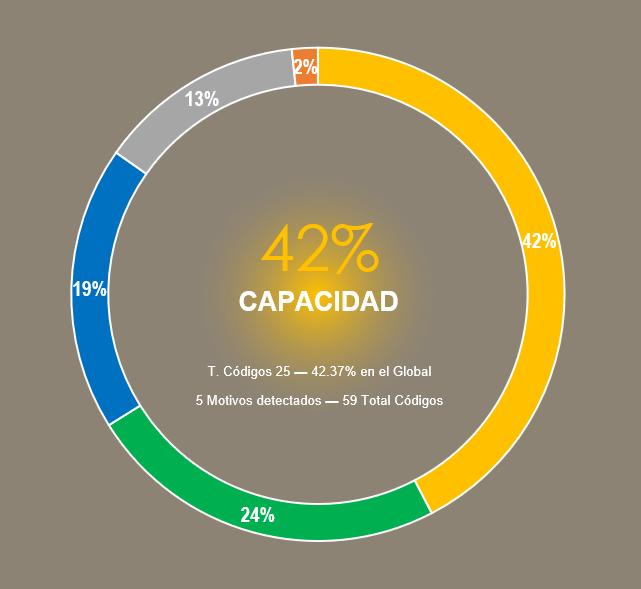 2%
13%
42%
42%
CAPACIDAD
19%
T. Códigos 25 — 42.37% en el Global
5 Motivos detectados — 59 Total Códigos
24%